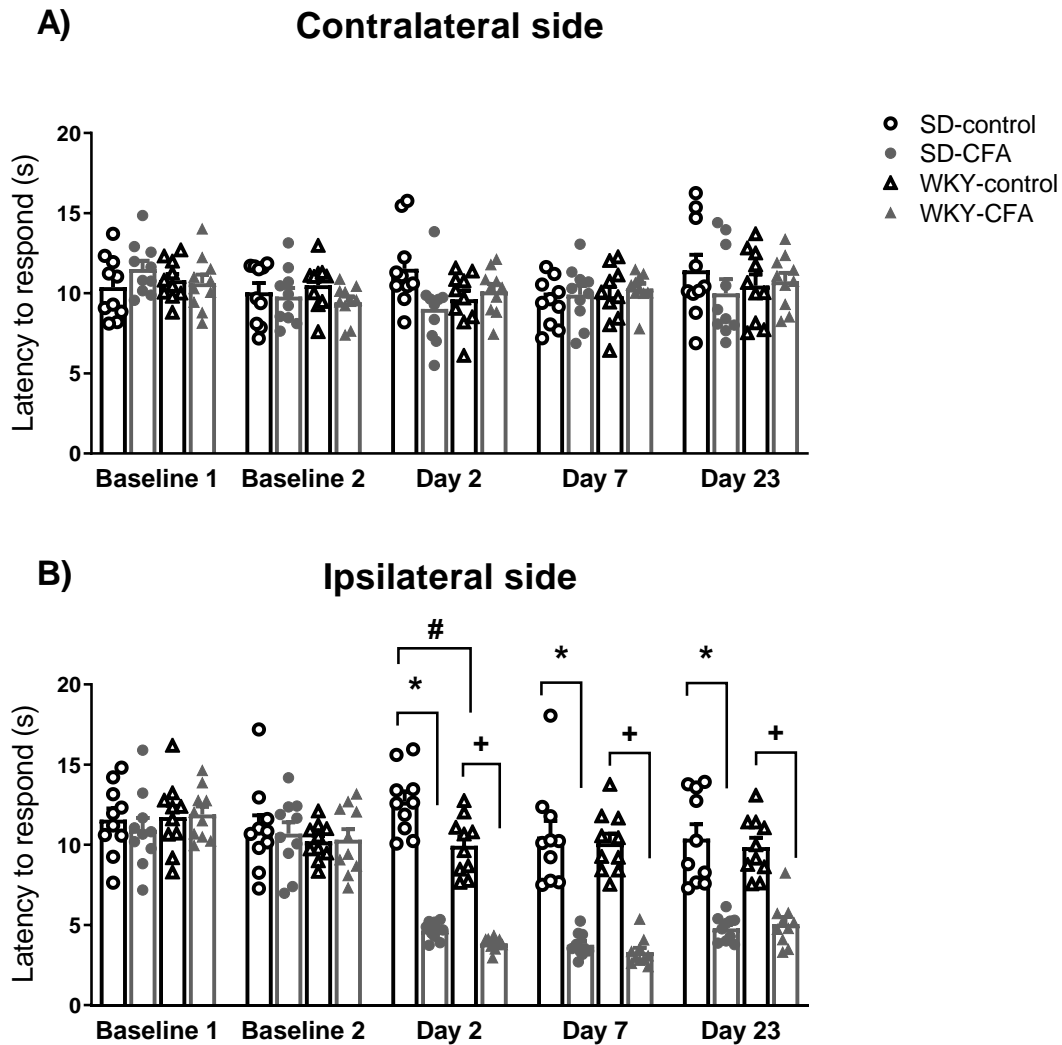 A)
Contralateral side
SD-control
SD-CFA
WKY-control
WKY-CFA
Latency to respond (s)
20
15
10
5
0
Baseline 1 Baseline 2 Day 2 Day 7 Day 23
B)
Ipsilateral side
#
* * *
+ + +
Latency to respond (s)
20
15
10
5
0
Baseline 1 Baseline 2 Day 2 Day 7 Day 23